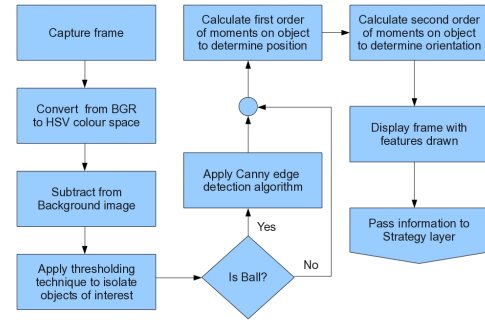 Capture frame
Convert from BGR
to HSV colour space
Subtract from
Background image
Apply thresholding
technique to isolate
objects of interest
Is Ball?
Yes
No
Apply Canny edge
detection algorithm
Calculate first order
of moments on object
to determine position
Calculate second order
of moments on object
to determine orientation
Display frame with
features drawn
Pass information to
Strategy layer